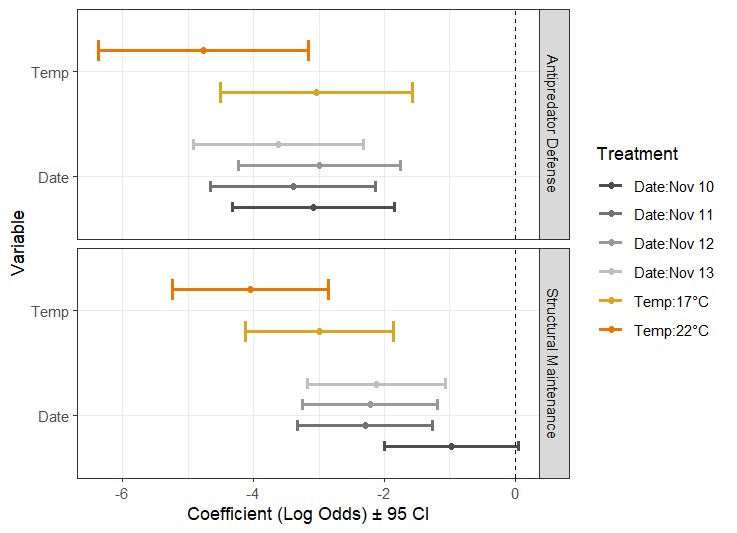 Temp
Date
Antipredator Defense
Temp
Date
Structural Maintenance
Variable
-6
-4
-2
0
Coefficient (Log Odds) ± 95 CI
Treatment
Date:Nov 10
Date:Nov 11
Date:Nov 12
Date:Nov 13
Temp:17°C
Temp:22°C